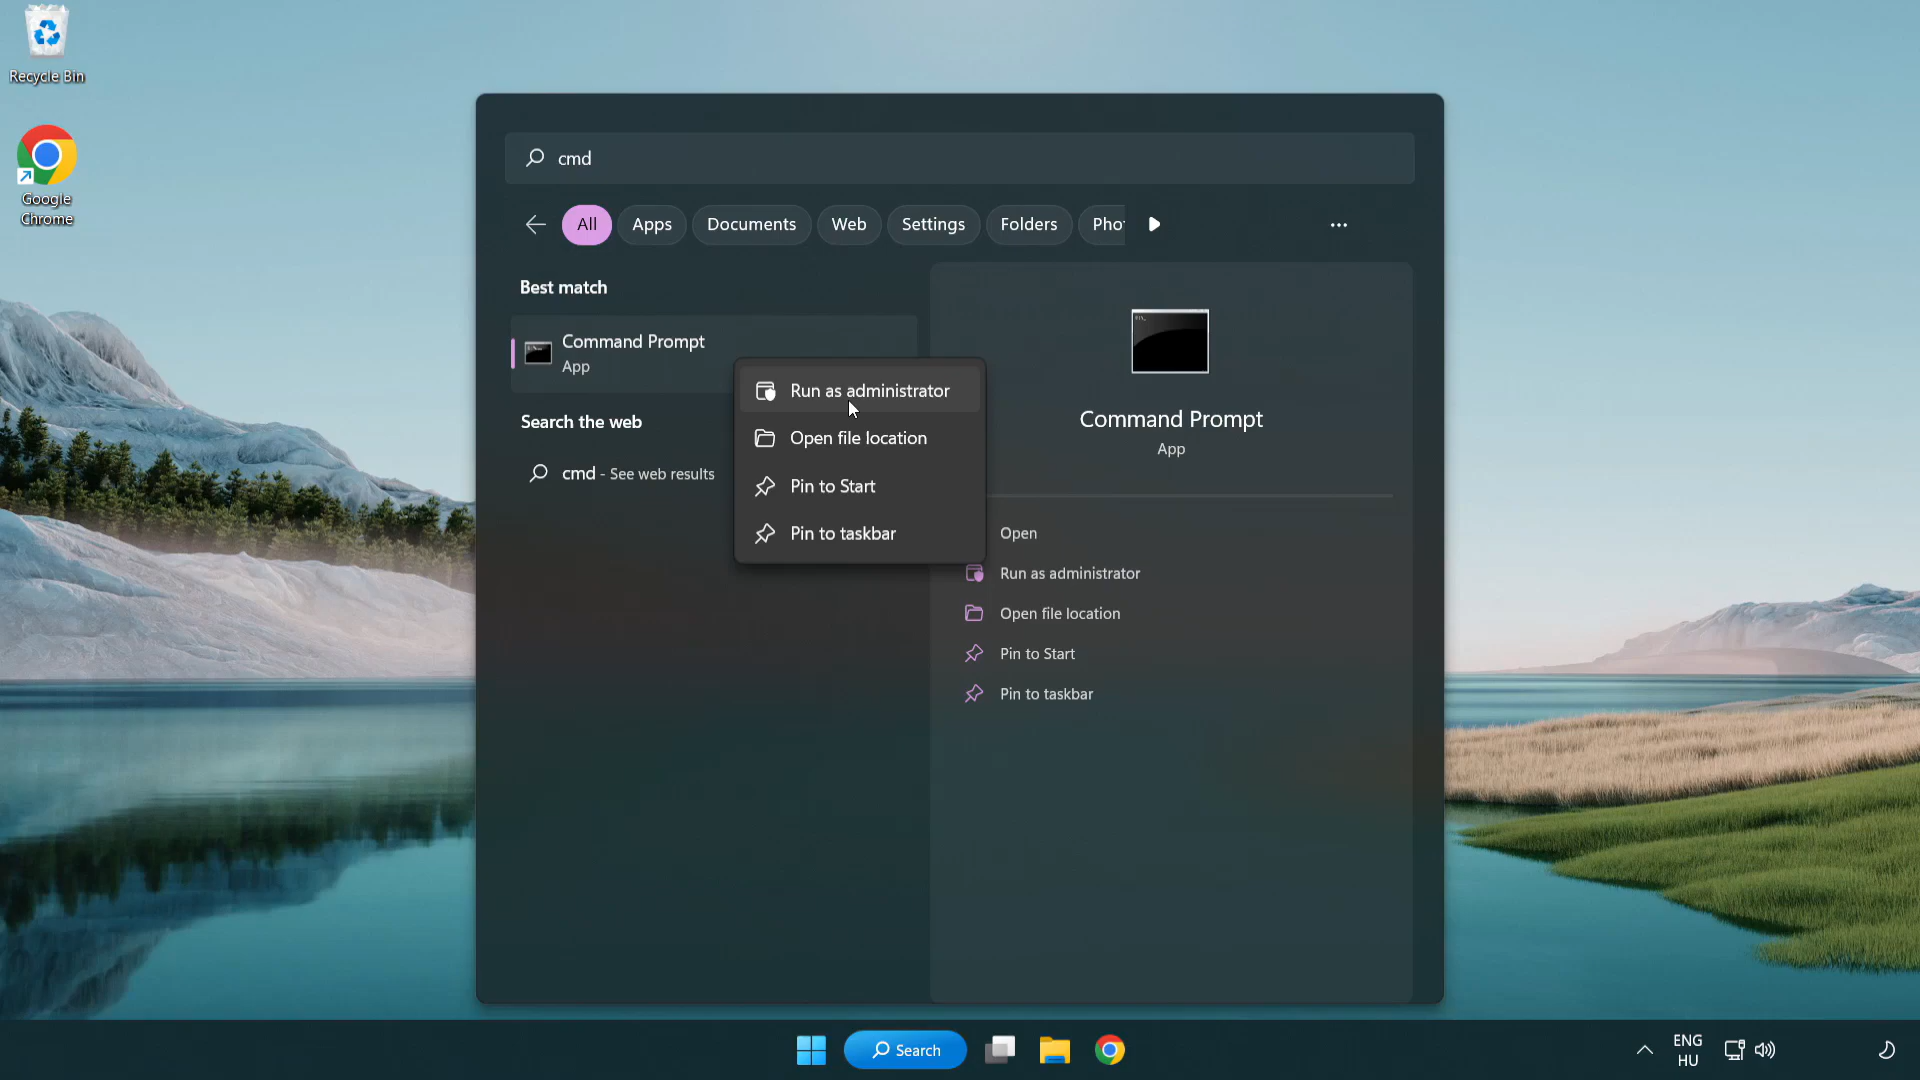 Recycle Bin
Google
Chrome
cmd
All
Apps
Documents
Web
Settings
Folders
Pho
Best match
Command Prompt
App
Search the web
cmd - See web results
Run as administrator
Open file location
Pin to Start
Pin to taskbar
Command Prompt
App
Open
Run as administrator
Open file location
Pin to Start
Pin to taskbar
Search
ENG
HU